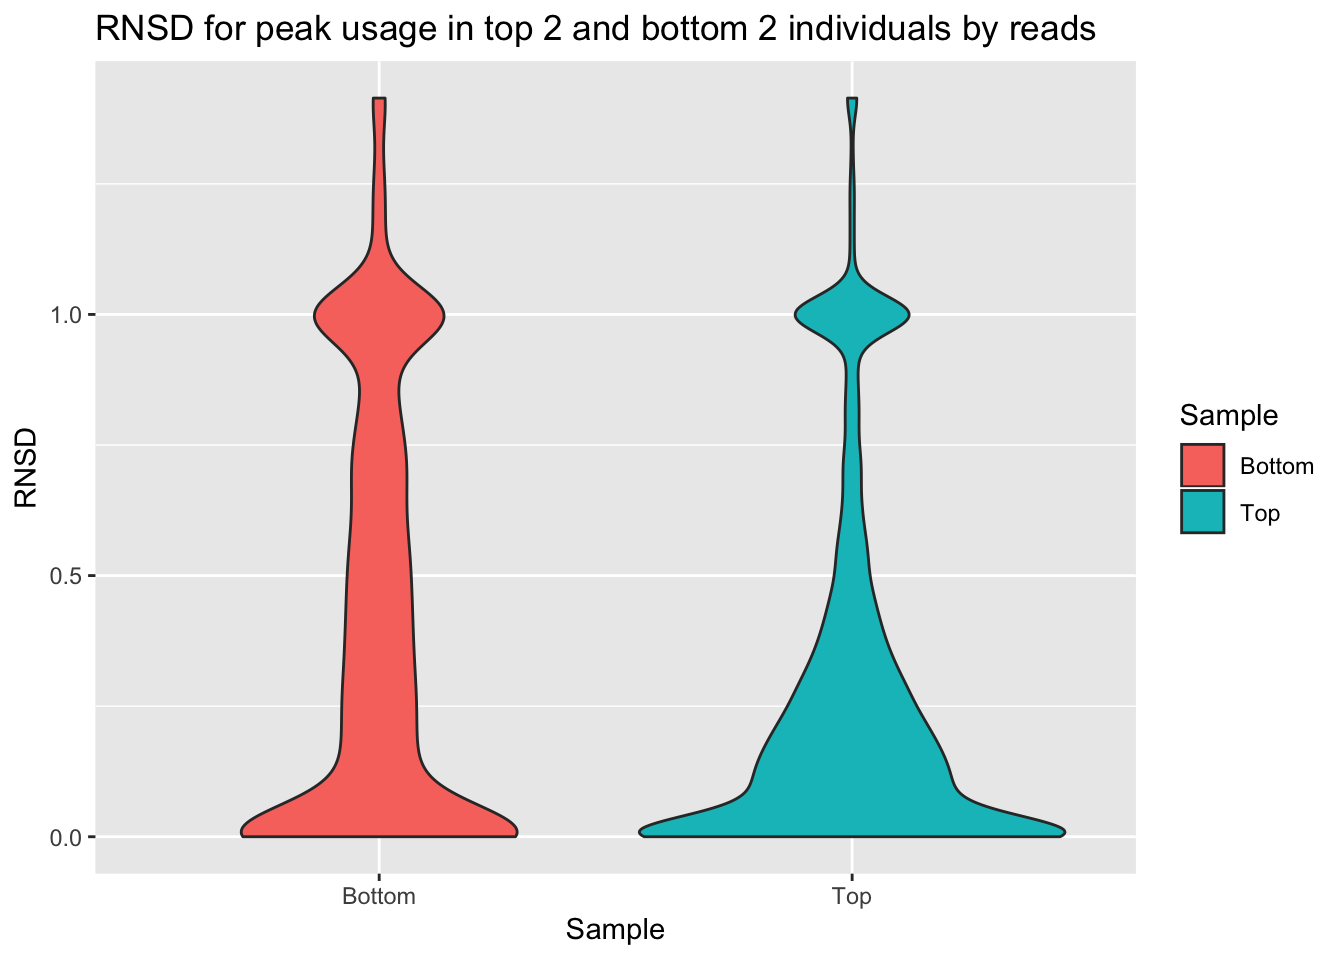 RNSD for peak usage in top 2 and bottom 2 individuals by reads
RNSD
1.0
0.5
0.0
Bottom
Top
Sample
Sample
Bottom
Top